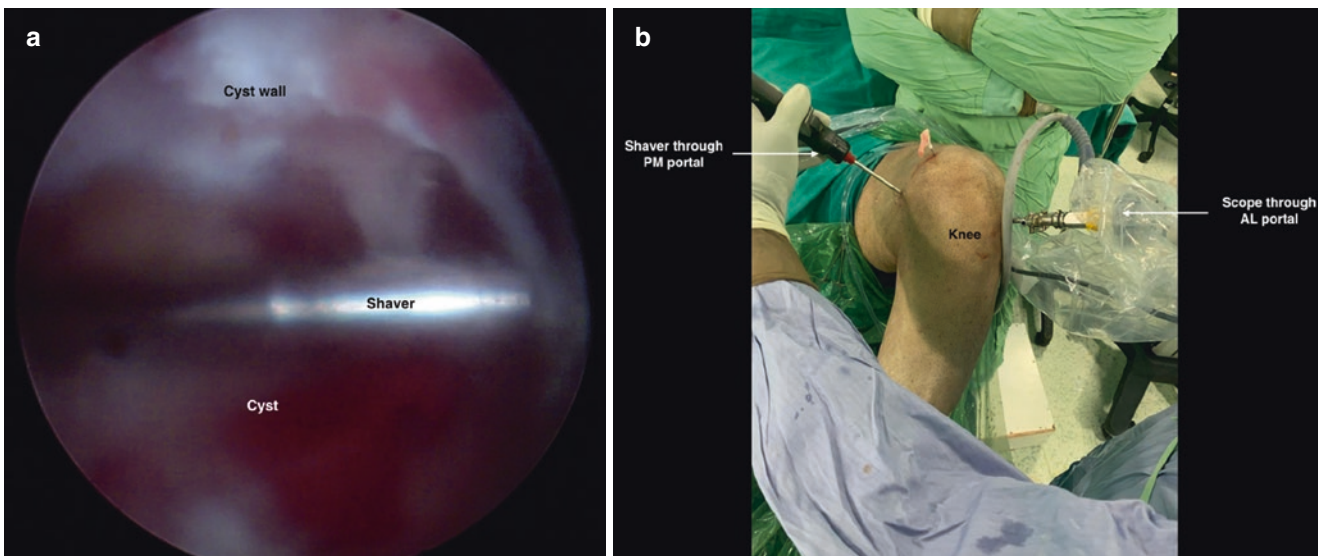 a
Cyst wall
Shaver
Cyst
b
Shaver through
PM portal
Knee
Scope through
AL portal